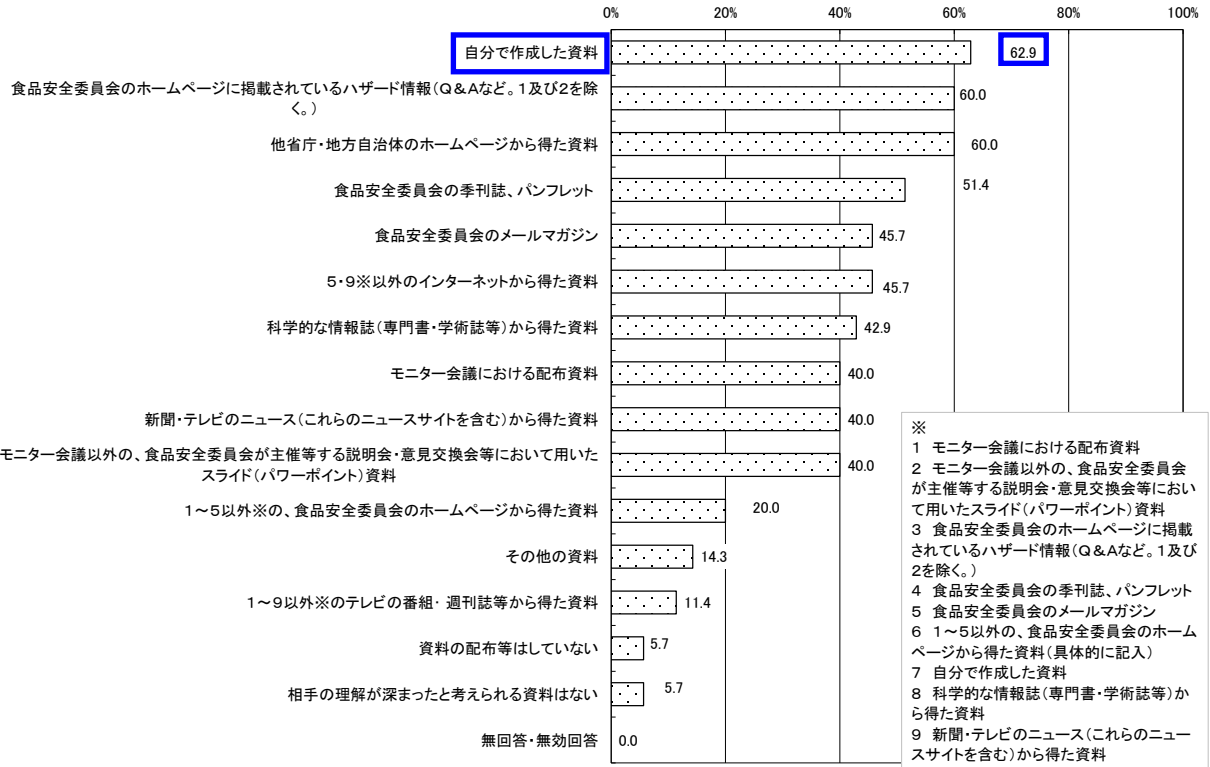 0% 20% 40% 60% 80% 100%
自分で作成した資料 62.9
食品安全委員会のホームページに掲載されているハザード情報(Q&Aなど。1及び2を除
く。) 60.0
他省庁・地方自治体のホームページから得た資料 60.0
食品安全委員会の季刊誌、パンフレット 51.4
食品安全委員会のメールマガジン 45.7
5・9※以外のインターネットから得た資料 45.7
科学的な情報誌(専門書・学術誌等)から得た資料 42.9
モニター会議における配布資料 40.0
新聞・テレビのニュース(これらのニュースサイトを含む)から得た資料 40.0
モニター会議以外の、食品安全委員会が主催等する説明会・意見交換会等において用いた
スライド(パワーポイント)資料 40.0
1~5以外※の、食品安全委員会のホームページから得た資料 20.0
その他の資料 14.3
1~9以外※のテレビの番組・ 週刊誌等から得た資料 11.4
資料の配布等はしていない 5.7
相手の理解が深まったと考えられる資料はない 5.7
無回答・無効回答 0.0
※
1 モニター会議における配布資料
2 モニター会議以外の、食品安全委員会
が主催等する説明会・意見交換会等におい
て用いたスライド(パワーポイント)資料
3 食品安全委員会のホームページに掲載
されているハザード情報(Q&Aなど。1及び
2を除く。)
4 食品安全委員会の季刊誌、パンフレット
5 食品安全委員会のメールマガジン
6 1~5以外の、食品安全委員会のホーム
ページから得た資料(具体的に記入)
7 自分で作成した資料
8 科学的な情報誌(専門書・学術誌等)か
ら得た資料
9 新聞・テレビのニュース(これらのニュー
スサイトを含む)から得た資料